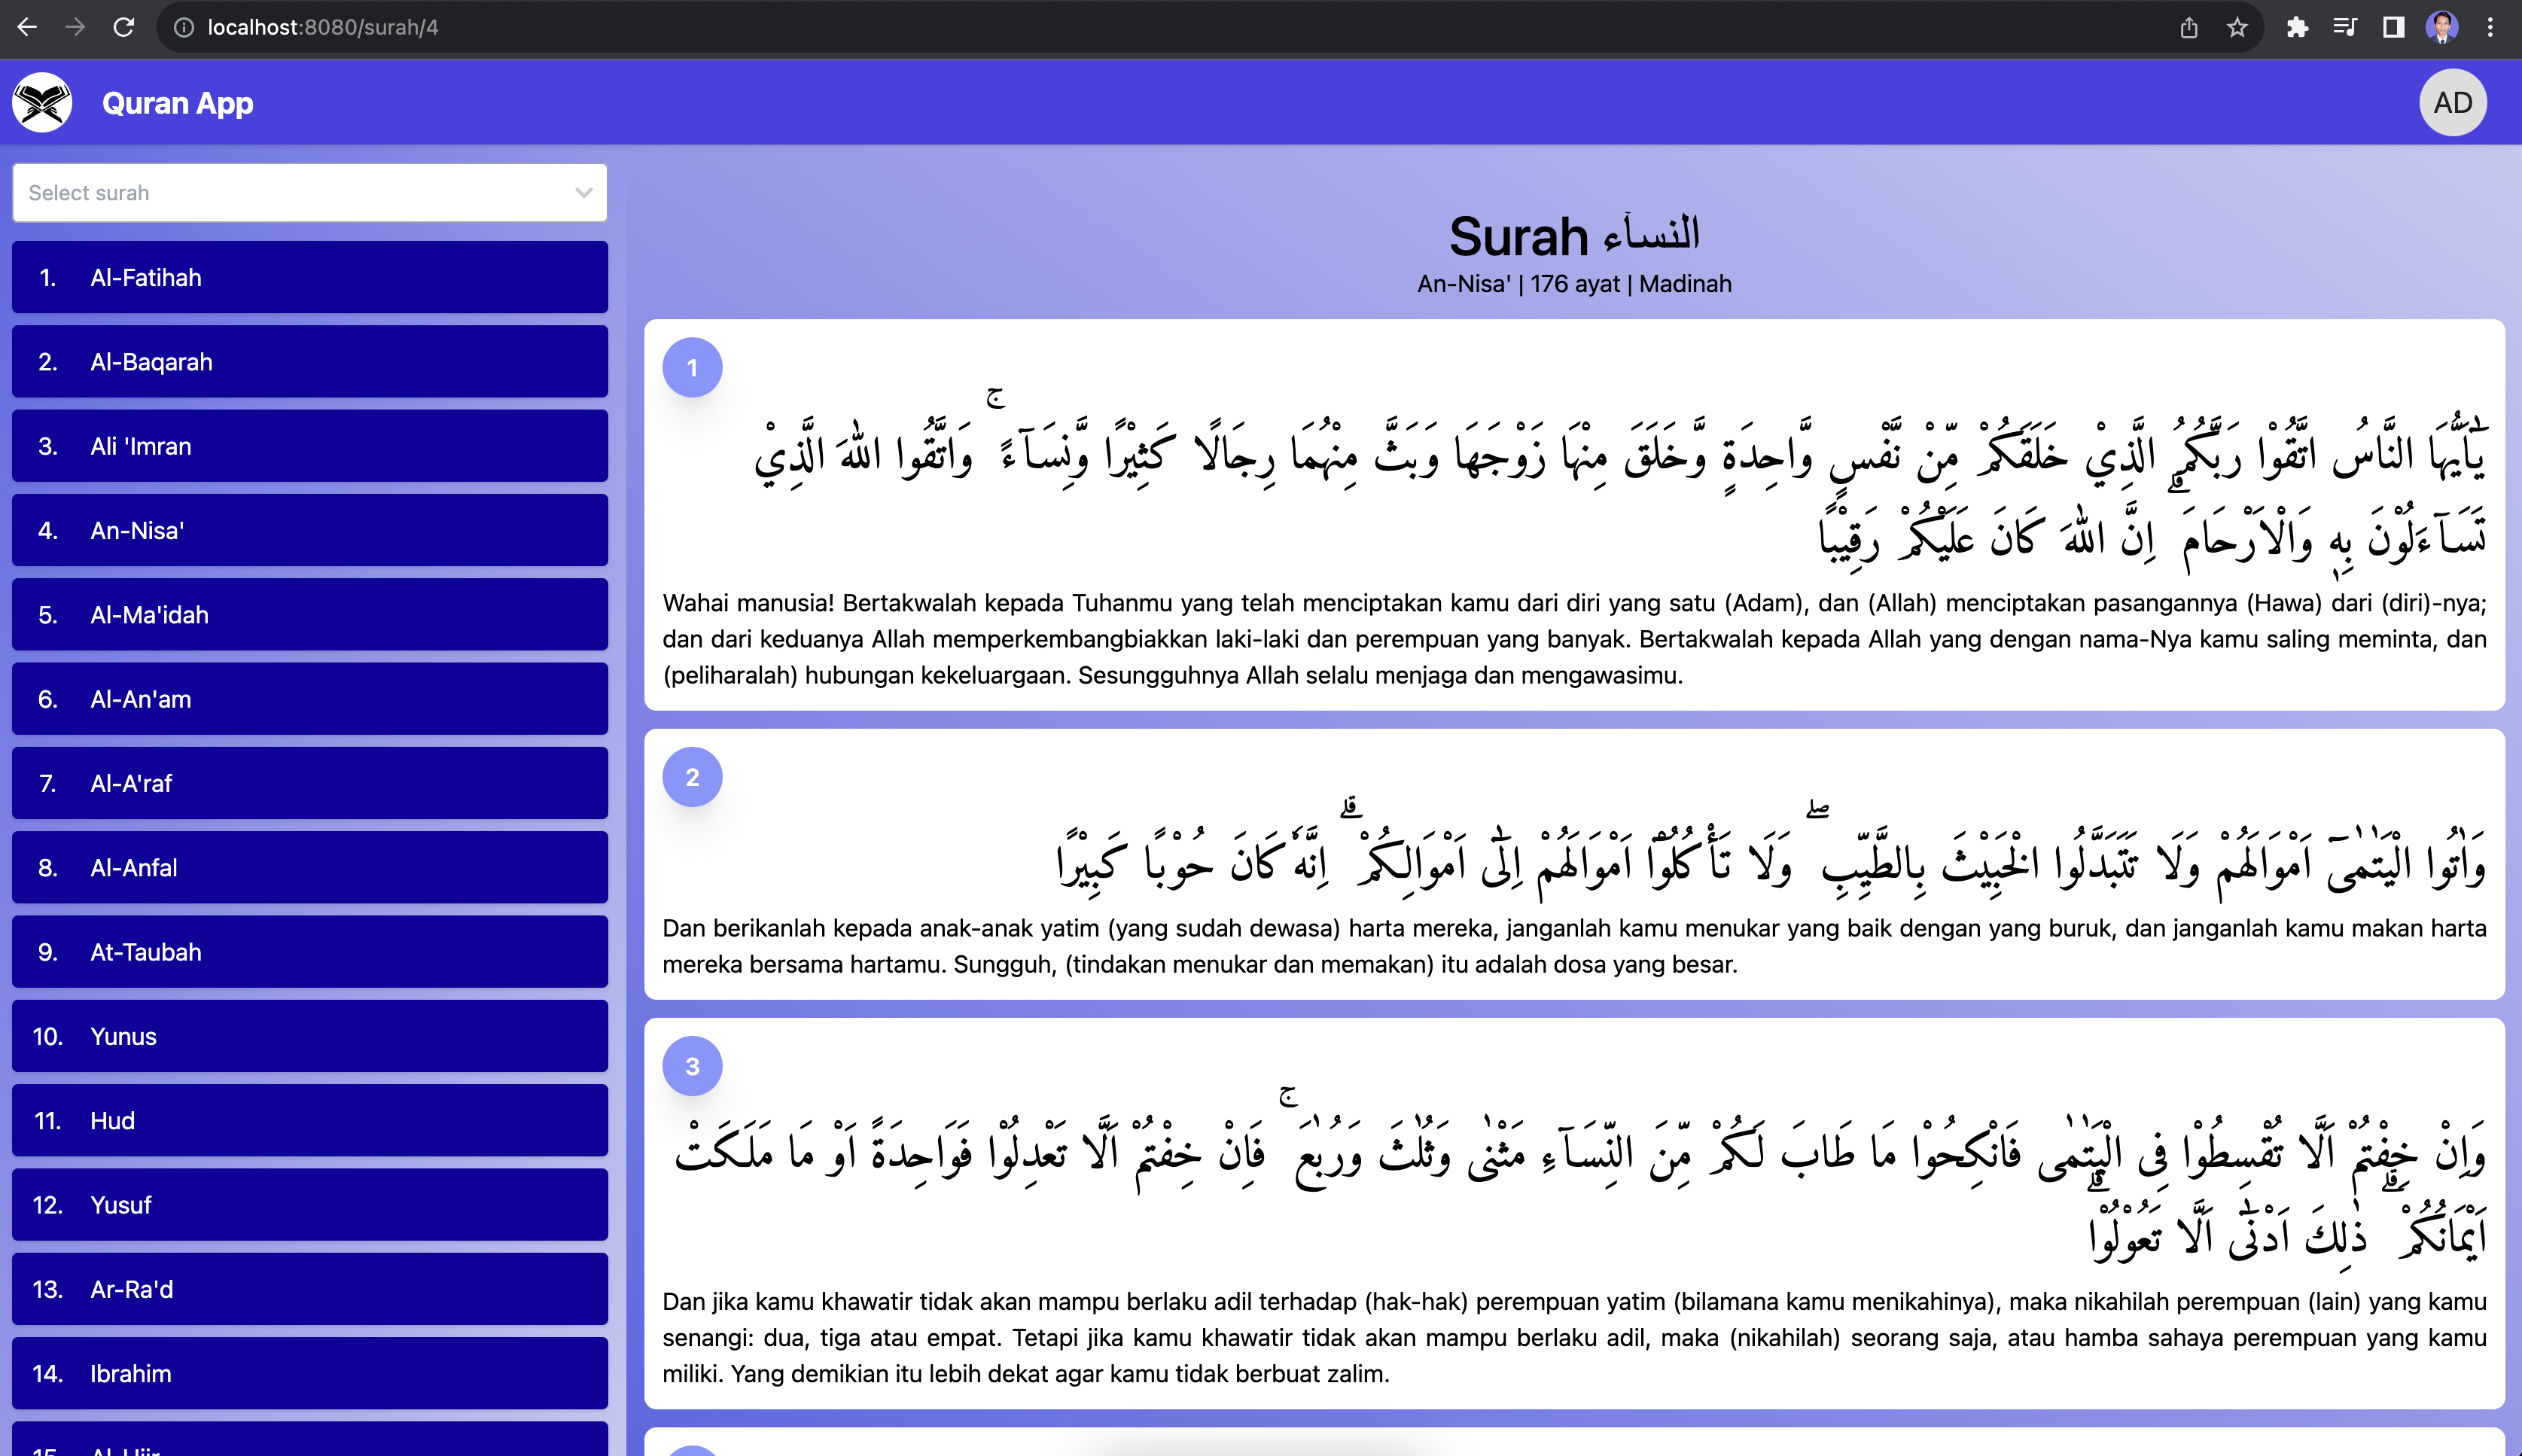 localhost:8080/surah/4
Quran App
AD
Select surah
1. Al-Fatihah
2. Al-Baqarah
3. Ali 'Imran
4. An-Nisa'
5. Al-Ma'idah
6. Al-An'am
7. Al-A'raf
8. Al-Anfal
9. At-Taubah
10. Yunus
11. Hud
12. Yusuf
13. Ar-Ra'd
14. Ibrahim
15. Al-Hijr
Surah النسآء
An-Nisa' | 176 ayat | Madinah
1
يٰٓاَيُّهَا النَّاسُ اتَّقُوْا رَبَّكُمُ الَّذِيْ خَلَقَكُمْ مِّنْ نَّفْسٍ وَّاحِدَةٍ وَّخَلَقَ مِنْهَا زَوْجَهَا وَبَثَّ مِنْهُمَا رِجَالًا كَثِيْرًا وَّنِسَاۤءً ۚ وَاتَّقُوا اللّٰهَ الَّذِيْ
تَسَاۤءَلُوْنَ بِهٖ وَالْاَرْحَامَ ۗ اِنَّ اللّٰهَ كَانَ عَلَيْكُمْ رَقِيْبًا
Wahai manusia! Bertakwalah kepada Tuhanmu yang telah menciptakan kamu dari diri yang satu (Adam), dan (Allah) menciptakan pasangannya (Hawa) dari (diri)-nya;
dan dari keduanya Allah memperkembangbiakkan laki-laki dan perempuan yang banyak. Bertakwalah kepada Allah yang dengan nama-Nya kamu saling meminta, dan
(peliharalah) hubungan kekeluargaan. Sesungguhnya Allah selalu menjaga dan mengawasimu.
2
وَاٰتُوا الْيَتٰمٰىٓ اَمْوَالَهُمْ وَلَا تَتَبَدَّلُوا الْخَبِيْثَ بِالطَّيِّبِ ۖ وَلَا تَأْكُلُوْٓا اَمْوَالَهُمْ اِلٰٓى اَمْوَالِكُمْ ۗ اِنَّهٗ كَانَ حُوْبًا كَبِيْرًا
Dan berikanlah kepada anak-anak yatim (yang sudah dewasa) harta mereka, janganlah kamu menukar yang baik dengan yang buruk, dan janganlah kamu makan harta
mereka bersama hartamu. Sungguh, (tindakan menukar dan memakan) itu adalah dosa yang besar.
3
وَاِنْ خِفْتُمْ اَلَّا تُقْسِطُوْا فِى الْيَتٰمٰى فَانْكِحُوْا مَا طَابَ لَكُمْ مِّنَ النِّسَاۤءِ مَثْنٰى وَثُلٰثَ وَرُبٰعَ ۚ فَاِنْ خِفْتُمْ اَلَّا تَعْدِلُوْا فَوَاحِدَةً اَوْ مَا مَلَكَتْ
اَيْمَانُكُمْ ۗ ذٰلِكَ اَدْنٰٓى اَلَّا تَعُوْلُوْاۗ
Dan jika kamu khawatir tidak akan mampu berlaku adil terhadap (hak-hak) perempuan yatim (bilamana kamu menikahinya), maka nikahilah perempuan (lain) yang kamu
senangi: dua, tiga atau empat. Tetapi jika kamu khawatir tidak akan mampu berlaku adil, maka (nikahilah) seorang saja, atau hamba sahaya perempuan yang kamu
miliki. Yang demikian itu lebih dekat agar kamu tidak berbuat zalim.